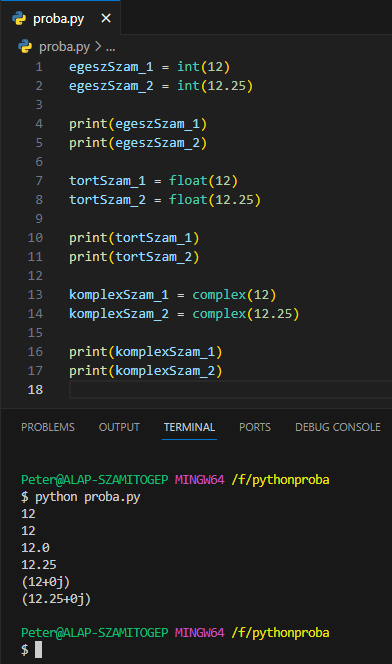 proba.py ×
proba.py > ...
1 egeszSzam_1 = int(12)
2 egeszSzam_2 = int(12.25)
3
4 print(egeszSzam_1)
5 print(egeszSzam_2)
6
7 tortSzam_1 = float(12)
8 tortSzam_2 = float(12.25)
9
10 print(tortSzam_1)
11 print(tortSzam_2)
12
13 komplexSzam_1 = complex(12)
14 komplexSzam_2 = complex(12.25)
15
16 print(komplexSzam_1)
17 print(komplexSzam_2)
18
PROBLEMS OUTPUT TERMINAL PORTS DEBUG CONSOLE
Peter@ALAP-SZAMITOGEP MINGW64 /f/pythonproba
$ python proba.py
12
12
12.0
12.25
(12+0j)
(12.25+0j)
Peter@ALAP-SZAMITOGEP MINGW64 /f/pythonproba
$